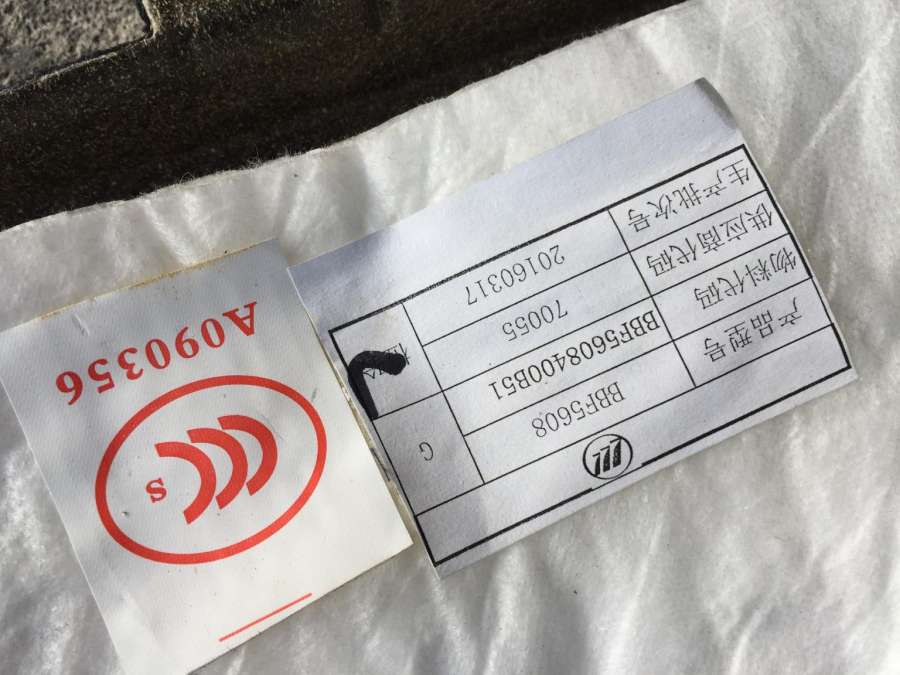 产品型号 BBF5608 G
物料代码 BBF5608400B51
供应商代码 70055
生产批次号 20160317
CCC S
A090356